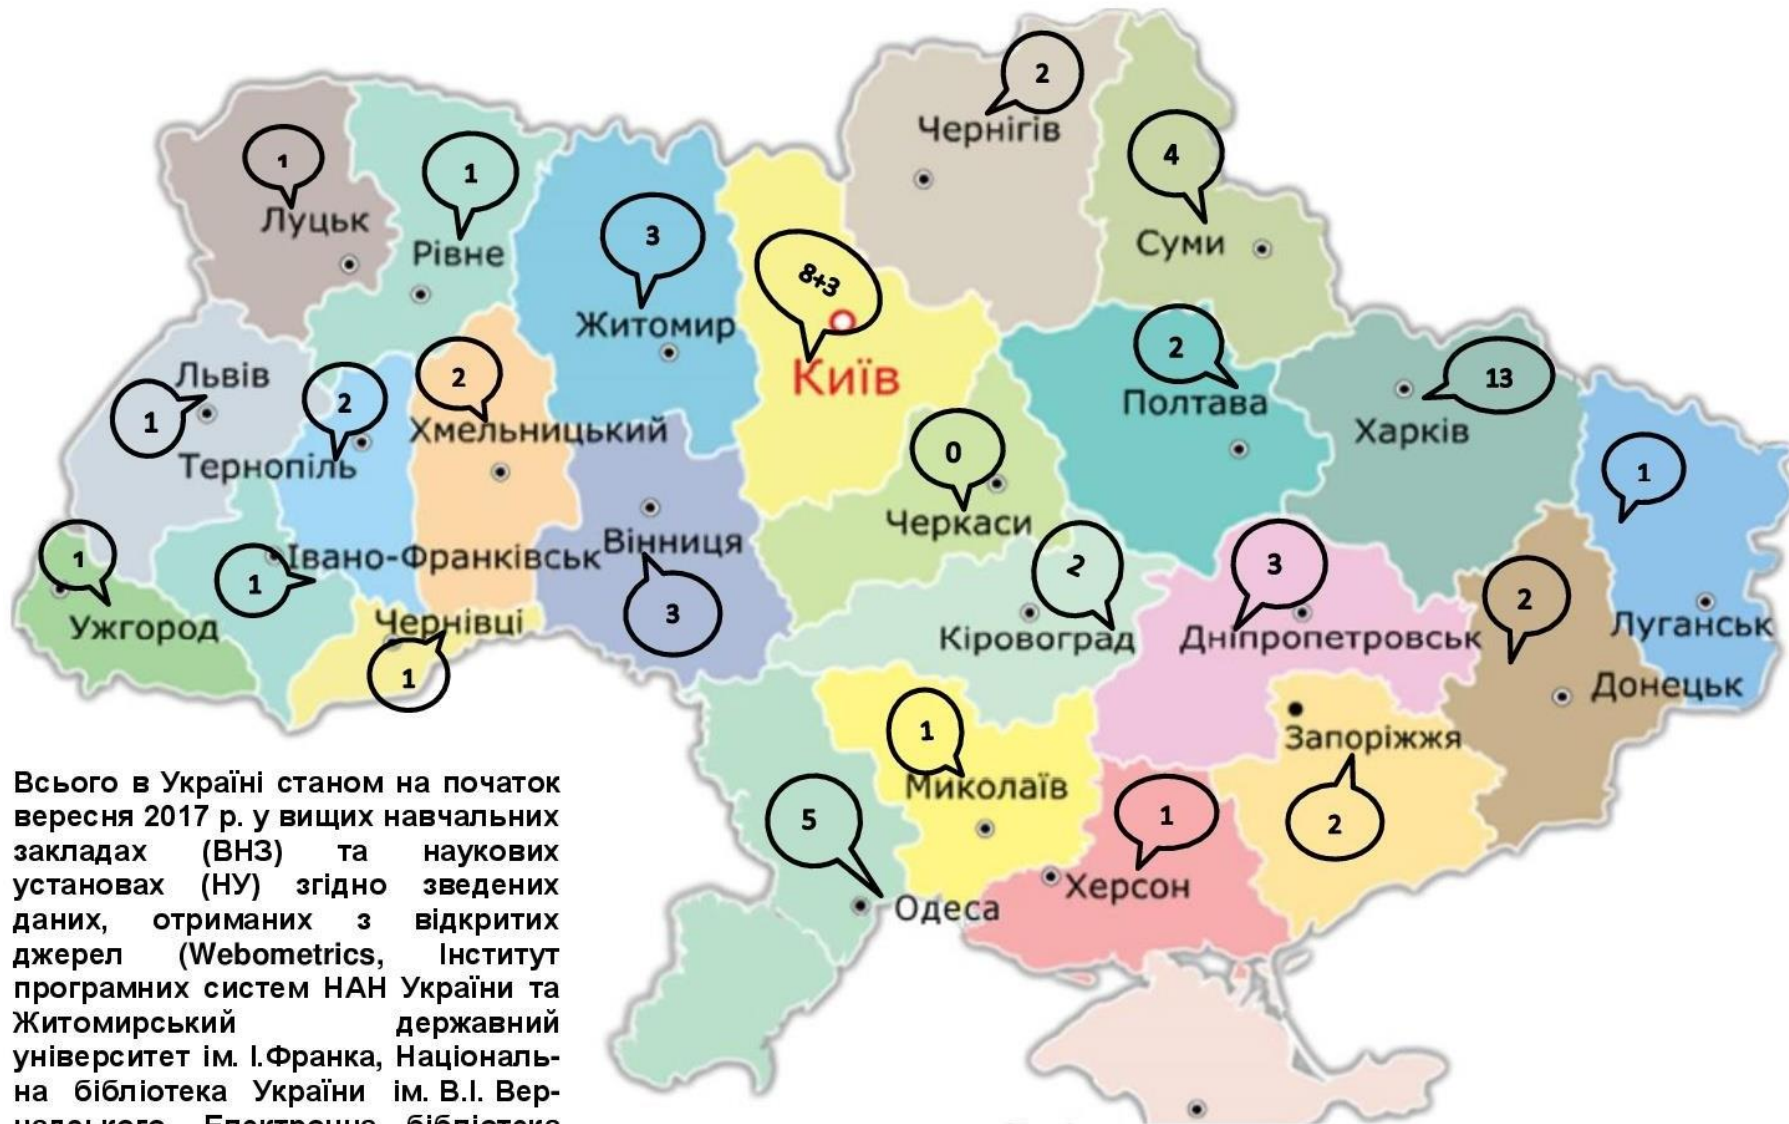 2
Чернігів
4
Суми
1
Луцьк
1
Рівне
3
Житомир
8+3
Київ
2
Полтава
13
Харків
1
Луганськ
Львів
1
2
Тернопіль
2
Хмельницький
0
Черкаси
1
Ужгород
1
Івано-Франківськ
Вінниця
3
2
Кіровоград
3
Дніпропетровськ
2
Донецьк
Чернівці
1
1
Миколаїв
Запоріжжя
2
5
Одеса
1
Херсон
Всього в Україні станом на початок
вересня 2017 р. у вищих навчальних
закладах (ВНЗ) та наукових
установах (НУ) згідно зведених
даних, отриманих з відкритих
джерел (Webometrics, Інститут
програмних систем НАН України та
Житомирський державний
університет ім. І.Франка, Національ-
на бібліотека України ім. В.І. Вер-
надського, Електронна бібліотека